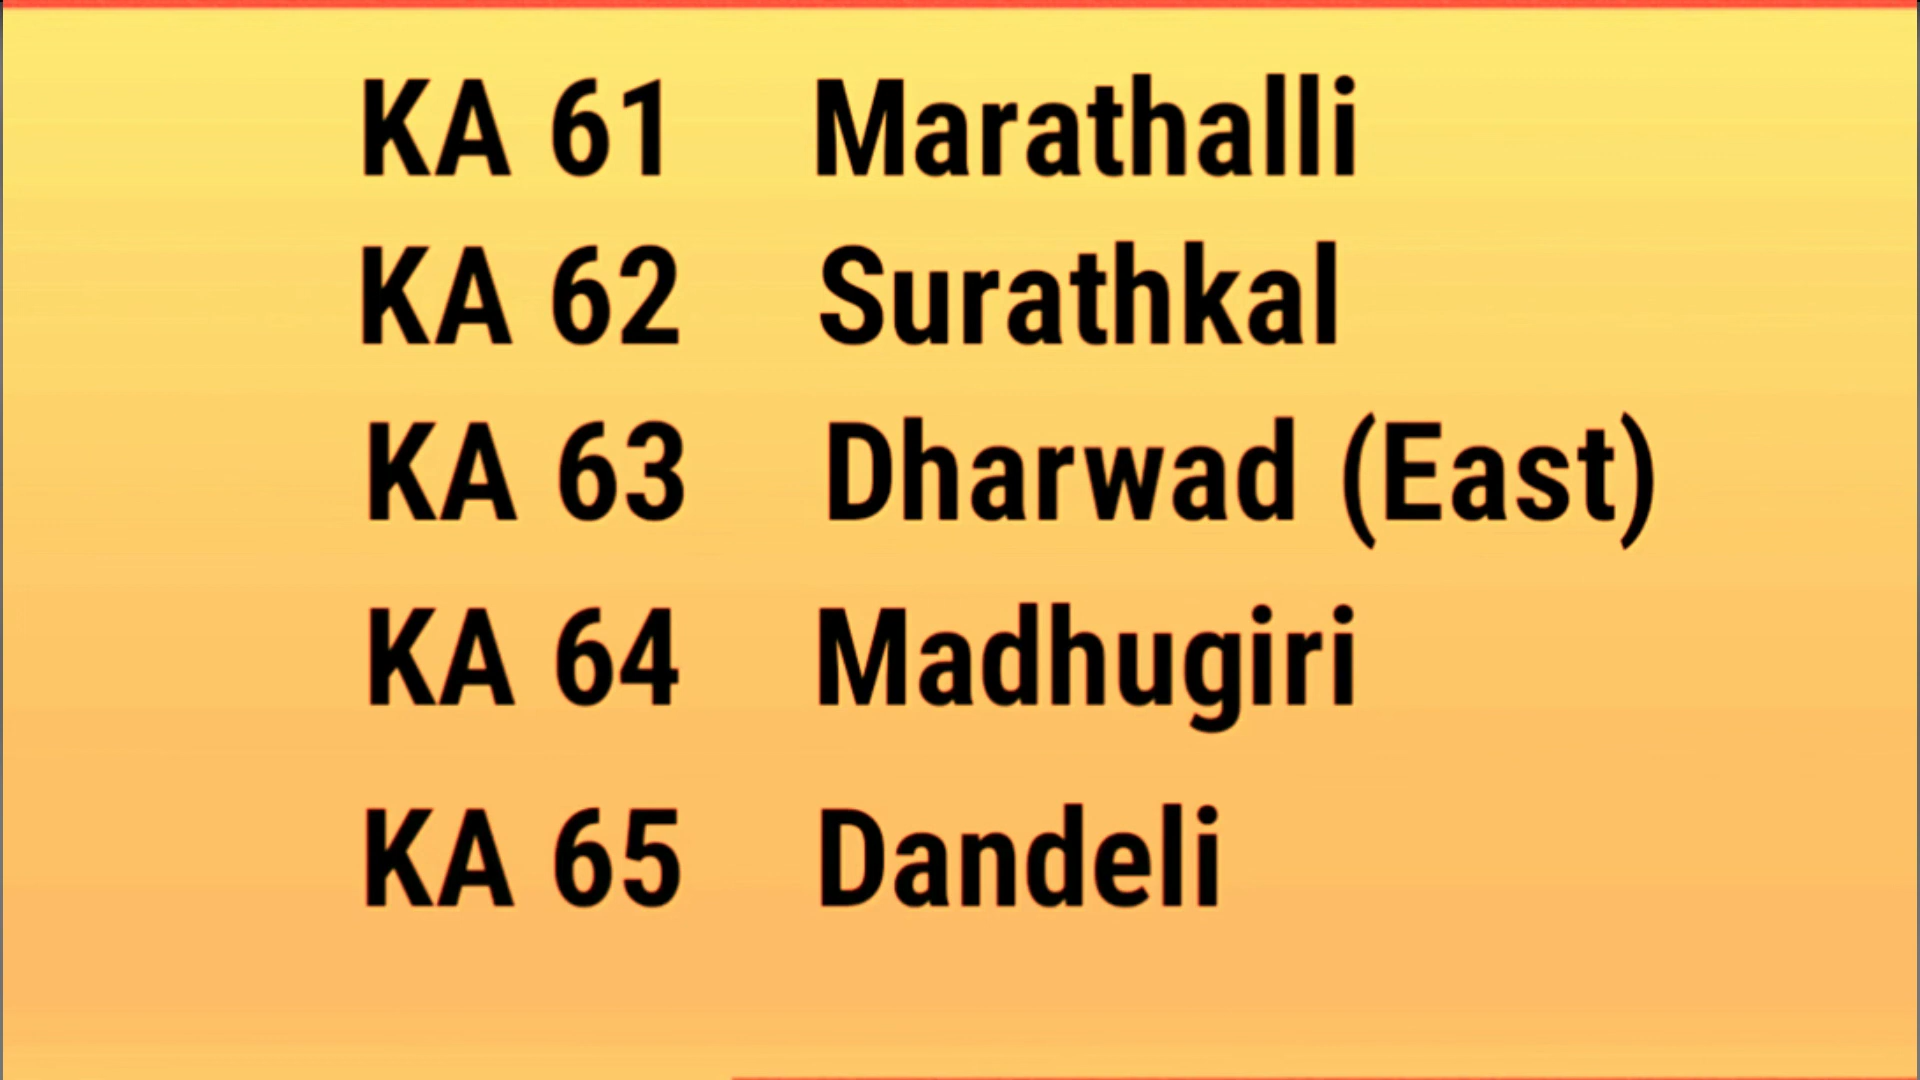 KA 61 Marathalli
KA 62 Surathkal
KA 63 Dharwad (East)
KA 64 Madhugiri
KA 65 Dandeli